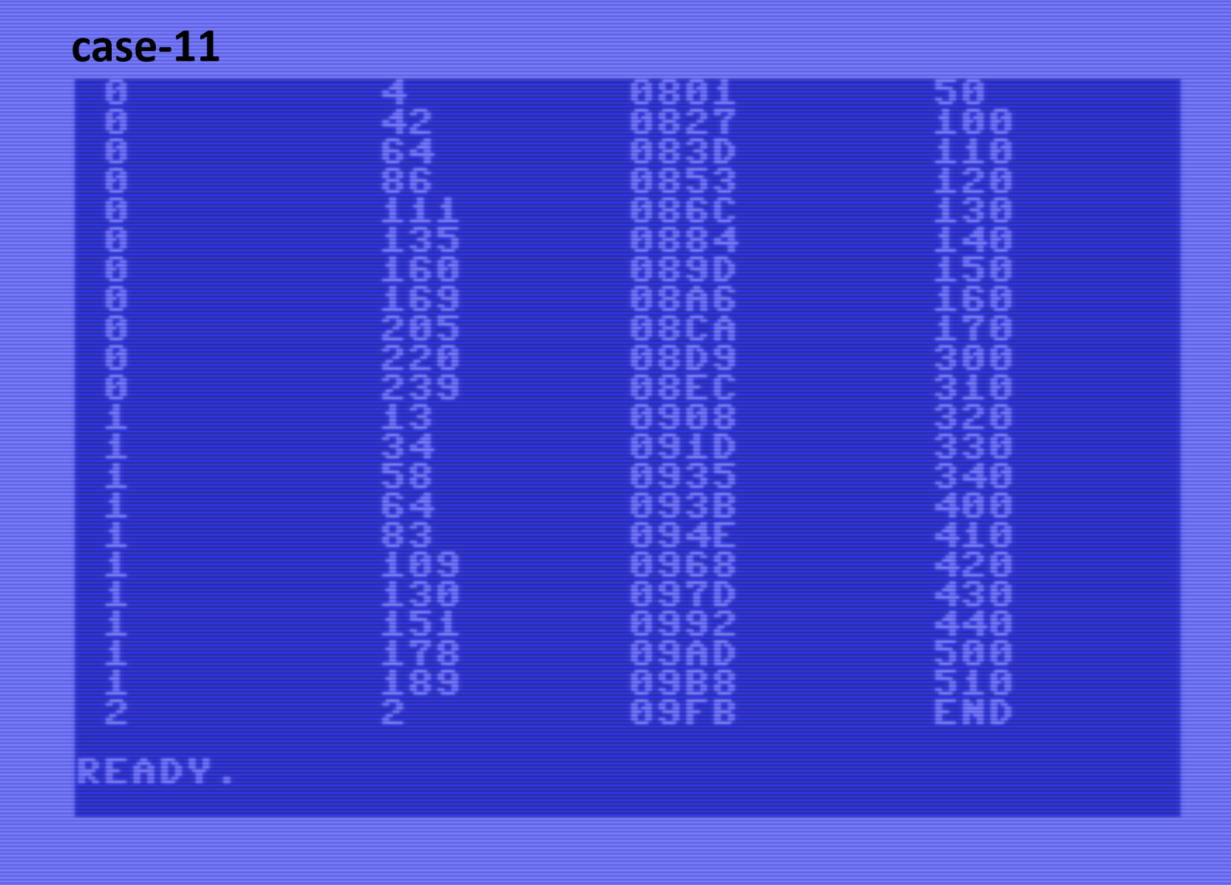 case-11
0 4 0801 50
0 42 0827 100
0 64 083D 110
0 86 0853 120
0 111 086C 130
0 135 0884 140
0 160 089D 150
0 169 08A6 160
0 205 08CA 170
0 220 08D9 300
0 239 08EC 310
1 13 0908 320
1 34 091D 330
1 58 0935 340
1 64 093B 400
1 83 094E 410
1 109 0968 420
1 130 097D 430
1 151 0992 440
1 178 09AD 500
1 189 09B8 510
2 2 09FB END
READY.